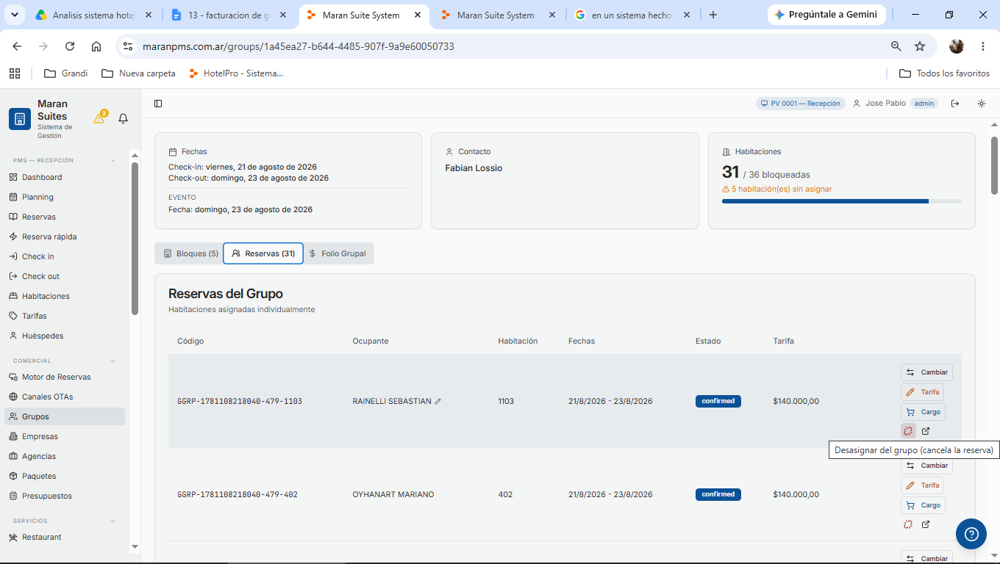 Analisis sistema hotel
13 - facturacion de g
Maran Suite System
Maran Suite System
en un sistema hecho
Pregúntale a Gemini
maranpms.com.ar/groups/1a45ea27-b644-4485-907f-9a9e60050733
Grandi
Nueva carpeta
HotelPro - Sistema...
Todos los favoritos
Maran Suites
Sistema de Gestión
2
PV 0001 — Recepción
Jose Pablo
admin
PMS — RECEPCIÓN
Dashboard
Planning
Reservas
Reserva rápida
Check in
Check out
Habitaciones
Tarifas
Huéspedes
COMERCIAL
Motor de Reservas
Canales OTAs
Grupos
Empresas
Agencias
Paquetes
Presupuestos
SERVICIOS
Restaurant
Fechas
Check-in: viernes, 21 de agosto de 2026
Check-out: domingo, 23 de agosto de 2026
EVENTO
Fecha: domingo, 23 de agosto de 2026
Contacto
Fabian Lossio
Habitaciones
31 / 36 bloqueadas
5 habitación(es) sin asignar
Bloques (5)
Reservas (31)
Folio Grupal
Reservas del Grupo
Habitaciones asignadas individualmente
Código Ocupante Habitación Fechas Estado Tarifa
GGRP-1781108218040-479-1103 RAINELLI SEBASTIAN 1103 21/8/2026 - 23/8/2026 confirmed $140.000,00
Cambiar
Tarifa
Cargo
Desasignar del grupo (cancela la reserva)
GGRP-1781108218040-479-402 OYHANART MARIANO 402 21/8/2026 - 23/8/2026 confirmed $140.000,00
Cambiar
Tarifa
Cargo
Cambiar